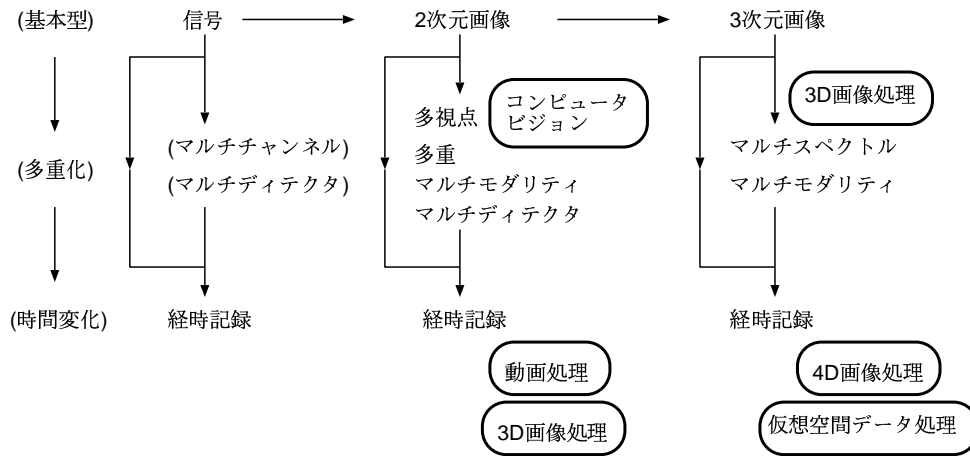 (基本型) 信号 2次元画像 3次元画像
コンピュータ
ビジョン
3D画像処理
多視点
(マルチチャンネル) 多重 マルチスペクトル
(多重化)
(マルチディテクタ) マルチモダリティ マルチモダリティ
マルチディテクタ
(時間変化) 経時記録 経時記録 経時記録
動画処理 4D画像処理
3D画像処理 仮想空間データ処理